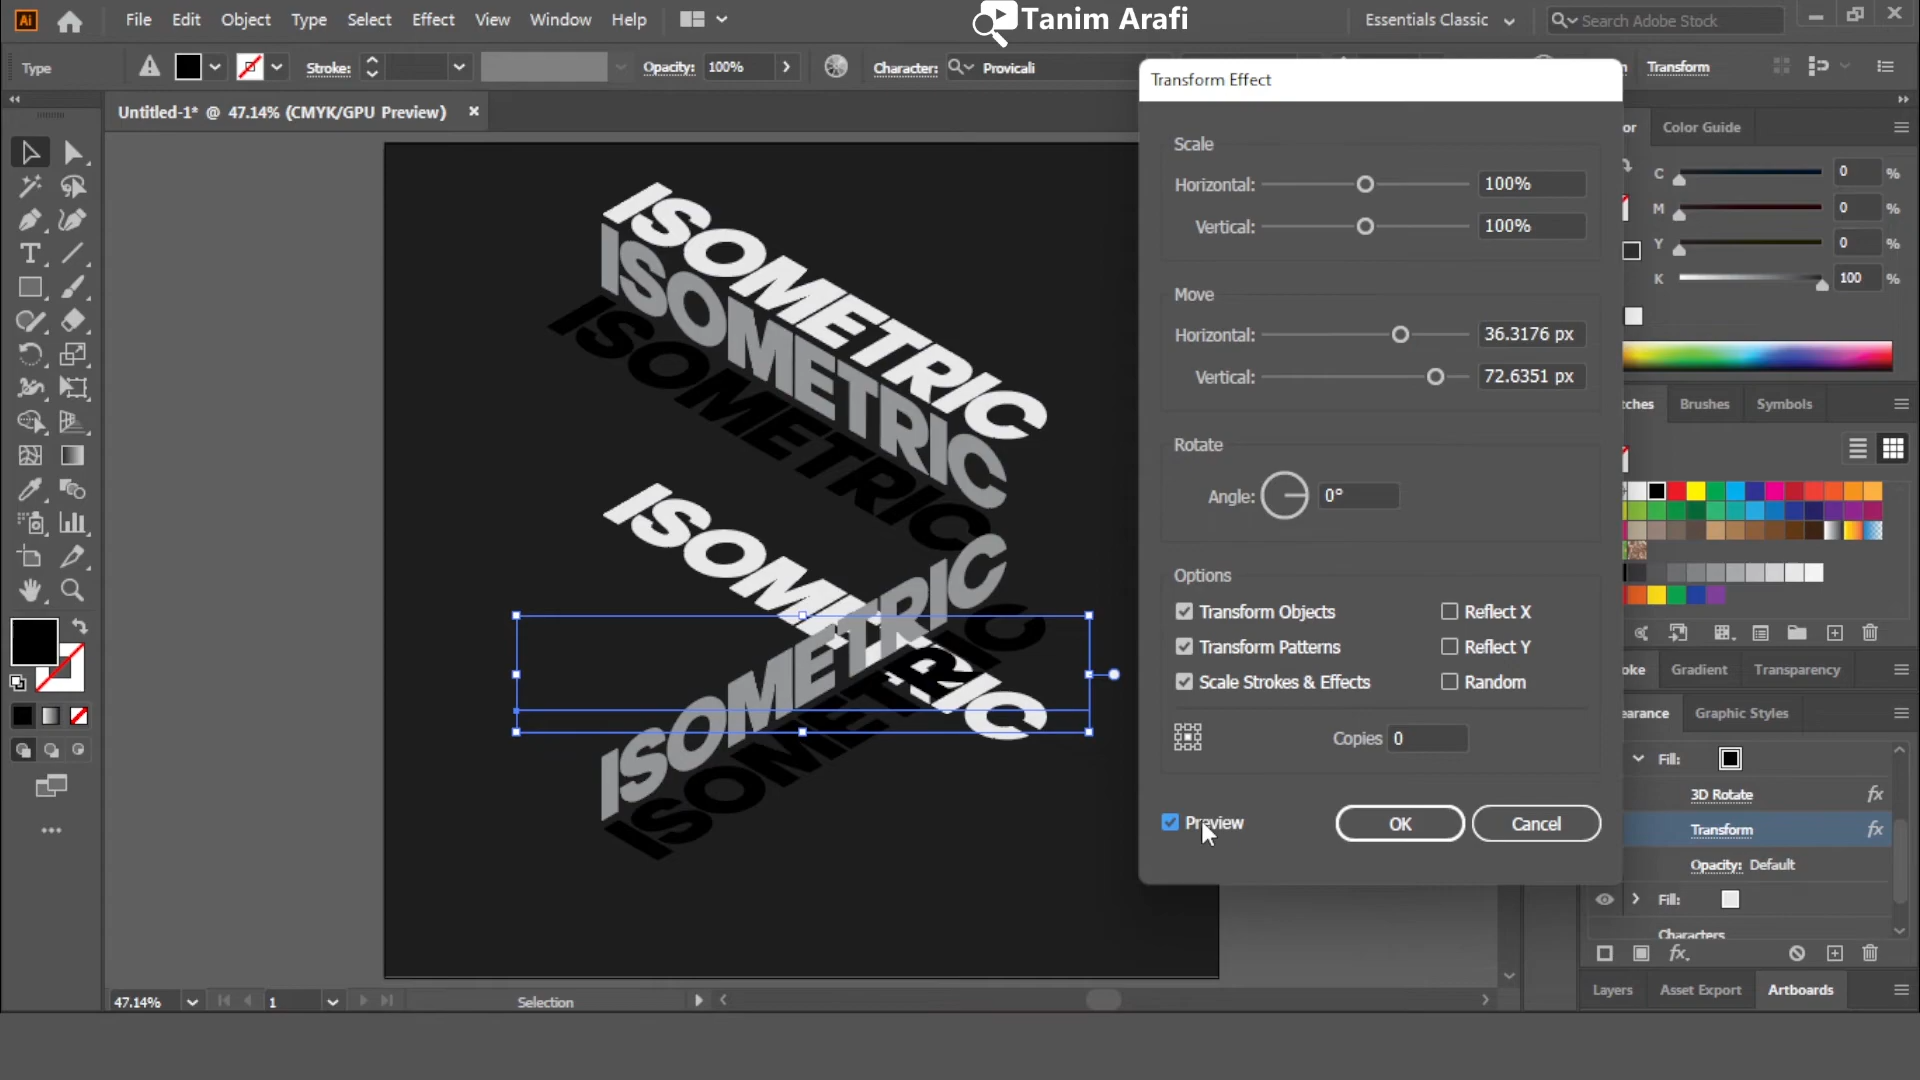 Ai File Edit Object Type Select Effect View Window Help Tanim Arafi Essentials Classic Search Adobe Stock
Type Stroke: Opacity: 100% Character: Provicali Transform
Untitled-1* @ 47.14% (CMYK/GPU Preview)
ISOMETRIC
ISOMETRIC
ISOMETRIC
ISOMETRIC
ISOMETRIC
ISOMETRIC
Transform Effect
Scale
Horizontal: 100%
Vertical: 100%
Move
Horizontal: 36.3176 px
Vertical: 72.6351 px
Rotate
Angle: 0°
Options
Transform Objects Reflect X
Transform Patterns Reflect Y
Scale Strokes & Effects Random
Copies 0
Preview OK Cancel
or Color Guide
C 0 %
M 0 %
Y 0 %
K 100 %
tches Brushes Symbols
oke Gradient Transparency
earance Graphic Styles
Fill:
3D Rotate fx
Transform fx
Opacity: Default
Fill:
Characters
fx
Layers Asset Export Artboards
47.14% 1 Selection